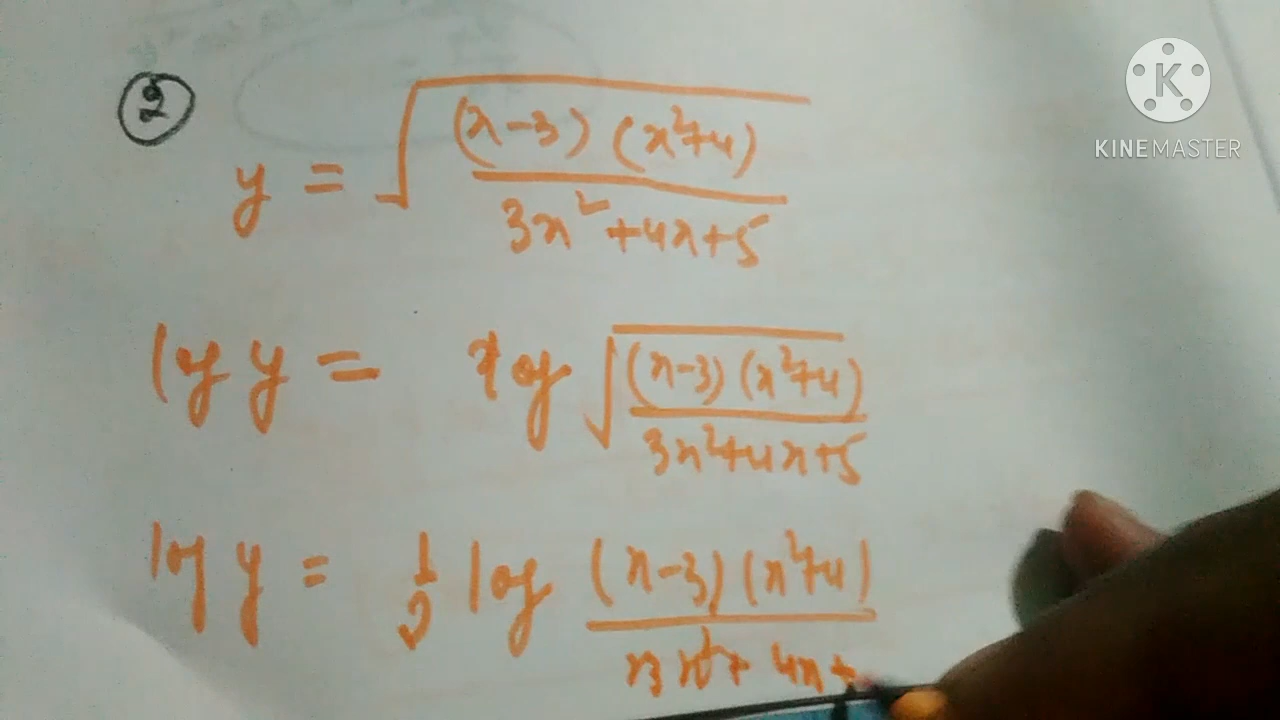 K
KINEMASTER
2
y = √((x-3) (x²+4) / 3x²+4x+5)
log y = log √((x-3) (x²+4) / 3x²+4x+5)
log y = 1/2 log (x-3) (x²+4) / 3x²+4x+